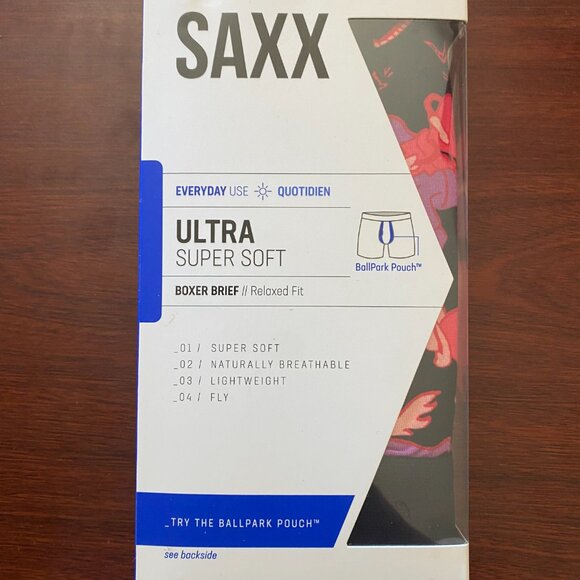 SAXX
EVERYDAY USE QUOTIDIEN
ULTRA
SUPER SOFT
BallPark Pouch™
BOXER BRIEF // Relaxed Fit
_01 / SUPER SOFT
_02 / NATURALLY BREATHABLE
_03 / LIGHTWEIGHT
_04 / FLY
_TRY THE BALLPARK POUCH™
see backside